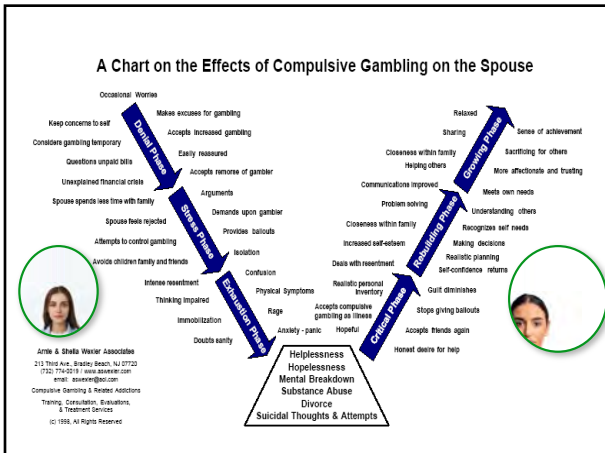 A Chart on the Effects of Compulsive Gambling on the Spouse
Occasional Worries
Keep concerns to self
Considers gambling temporary
Questions unpaid bills
Unexplained financial crisis
Spouse spends less time with family
Spouse feels rejected
Attempts to control gambling
Avoids children family and friends
Intense resentment
Thinking impaired
Immobilization
Doubts sanity
Denial Phase
Stress Phase
Exhaustion Phase
Makes excuses for gambling
Accepts increased gambling
Easily reassured
Accepts remorse of gambler
Arguments
Demands upon gambler
Provides bailouts
Isolation
Confusion
Physical Symptoms
Rage
Anxiety - panic
Helplessness
Hopelessness
Mental Breakdown
Substance Abuse
Divorce
Suicidal Thoughts & Attempts
Relaxed
Sharing
Closeness within family
Helping others
Communications improved
Problem solving
Closeness within family
Increased self-esteem
Deals with resentment
Realistic personal
Inventory
Accepts compulsive
gambling as illness
Hopeful
Growing Phase
Rebuilding Phase
Critical Phase
Sense of achievement
Sacrificing for others
More affectionate and trusting
Meets own needs
Understanding others
Recognizes self needs
Making decisions
Realistic planning
Self-confidence returns
Guilt diminishes
Stops giving bailouts
Accepts friends again
Honest desire for help
Arnie & Sheila Wexler Associates
213 Third Ave., Bradley Beach, NJ 07720
(732) 774-0019 / www.aswexler.com
email: aswexler@aol.com
Compulsive Gambling & Related Addictions
Training, Consultation, Evaluations,
& Treatment Services
(c) 1998, All Rights Reserved